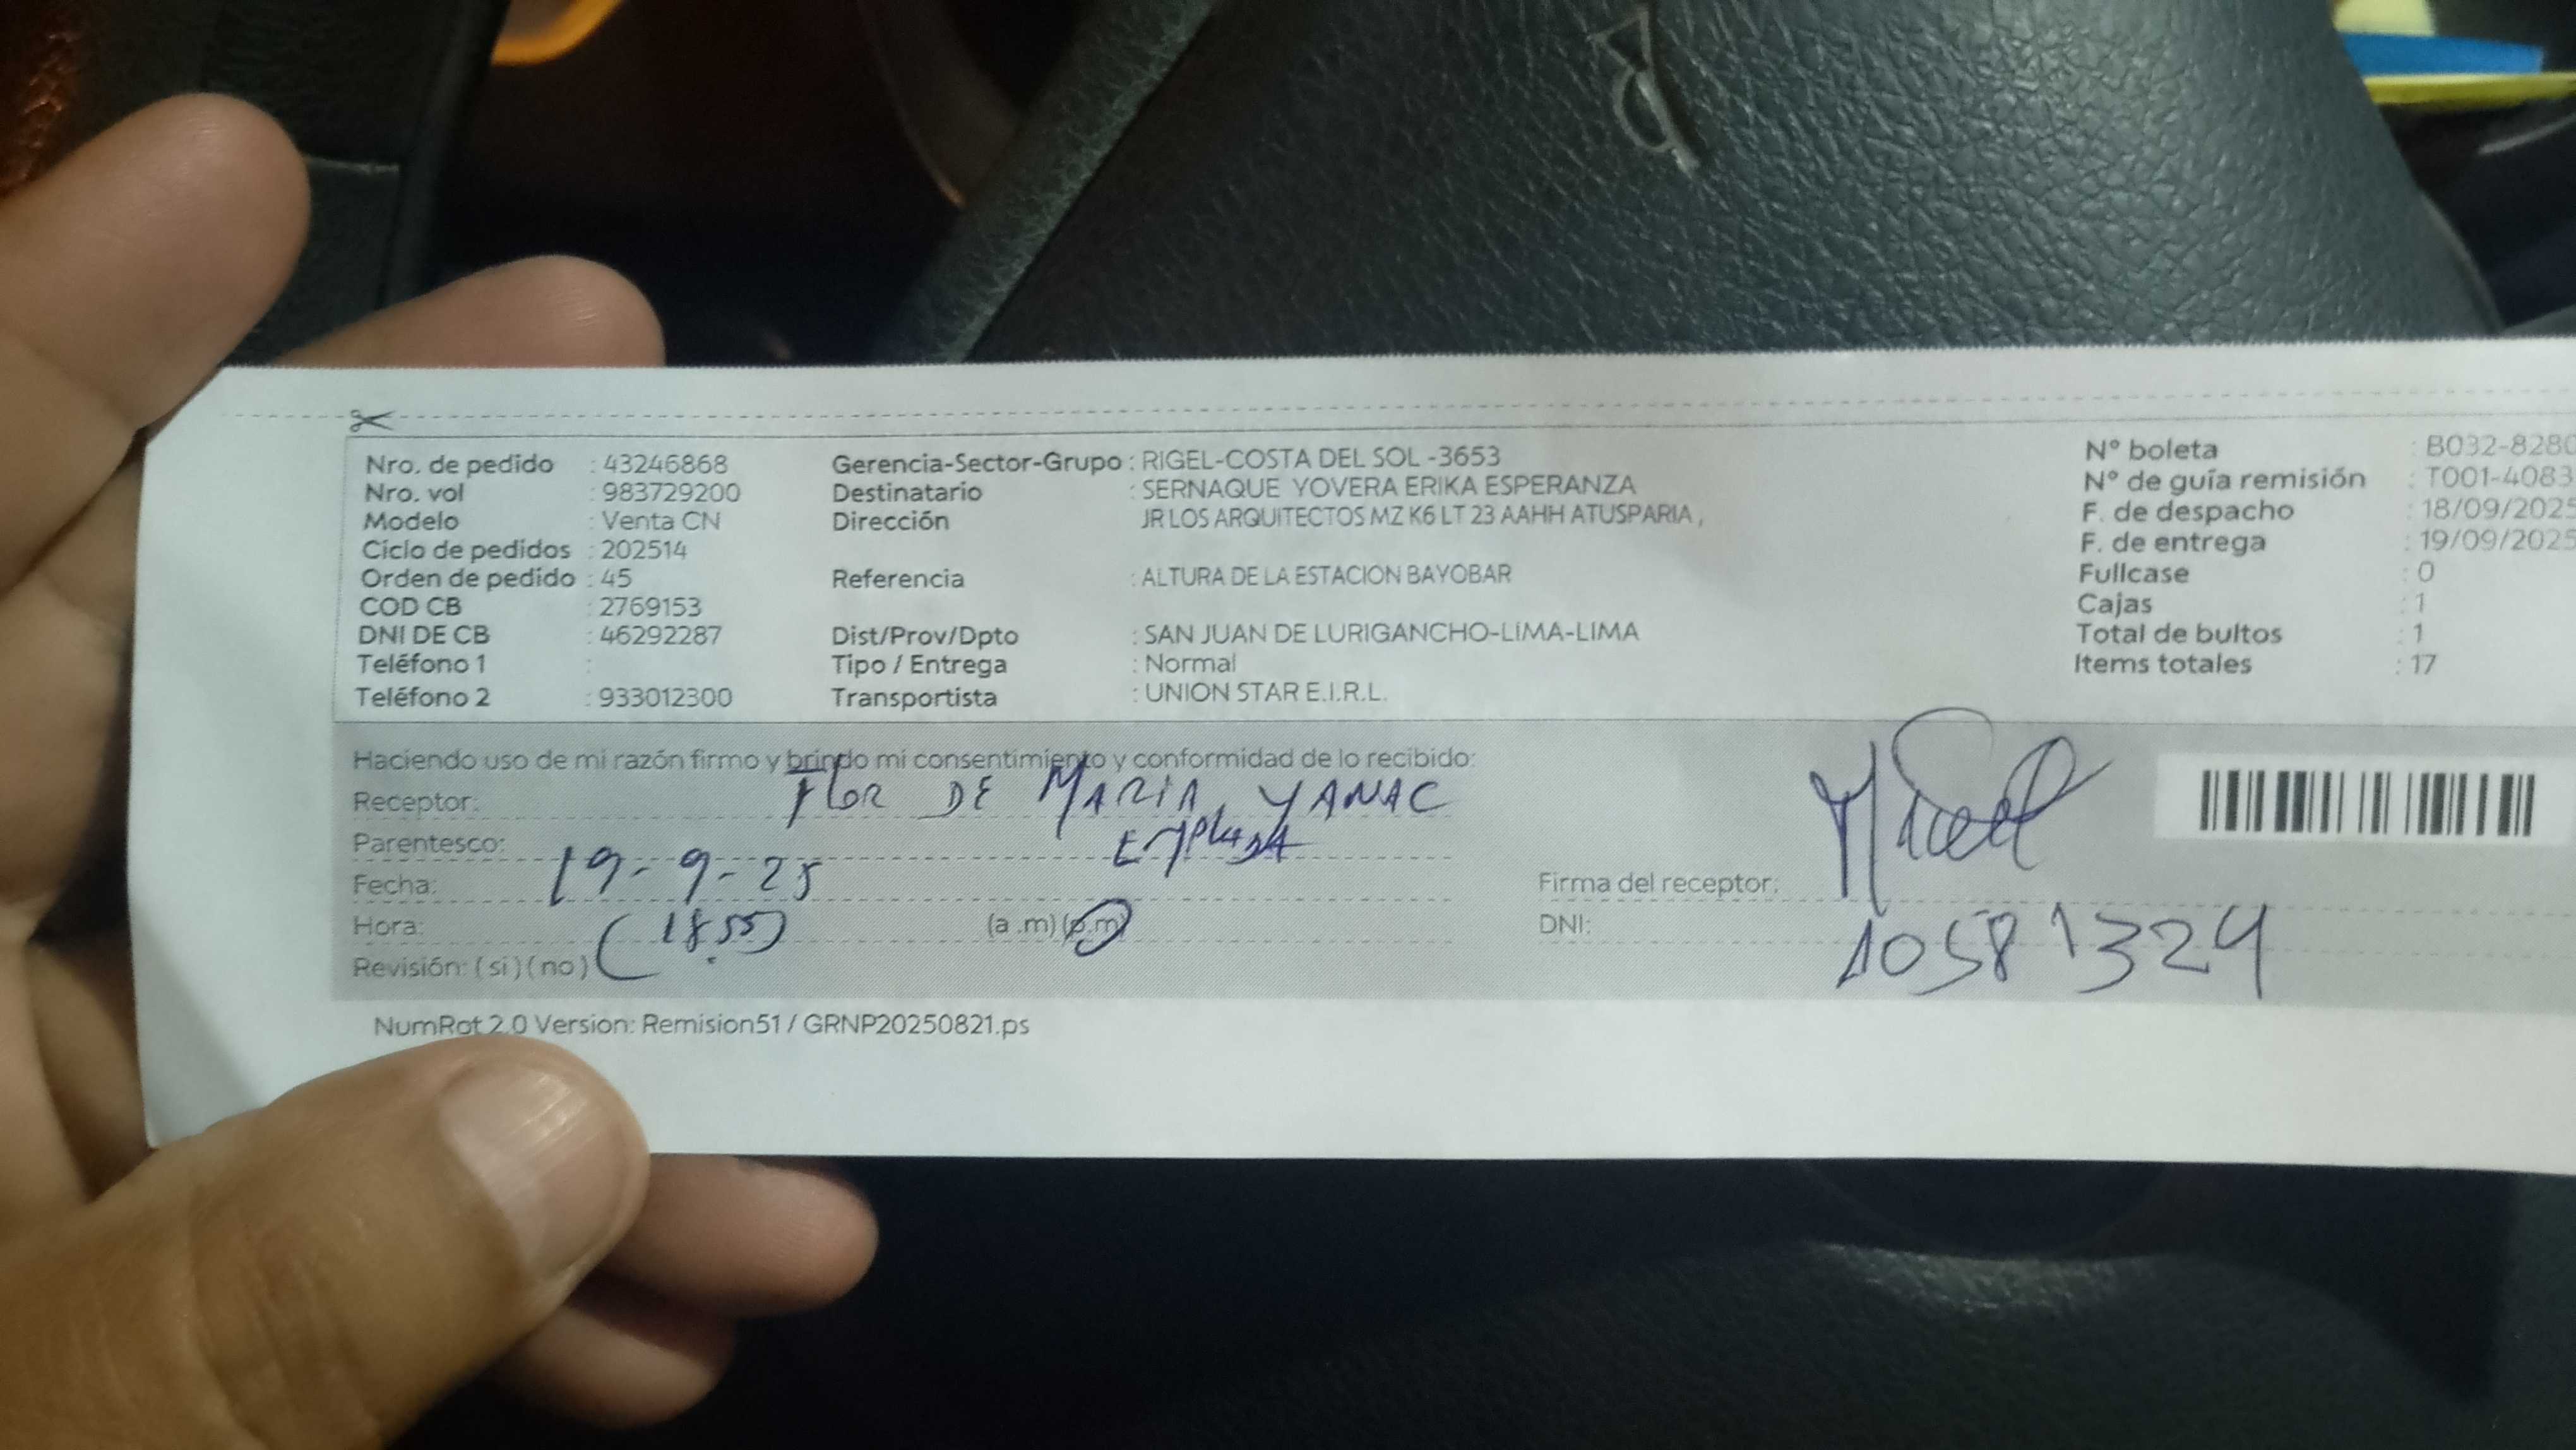 Nro. de pedido : 43246868
Nro. vol : 983729200
Modelo : Venta CN
Ciclo de pedidos : 202514
Orden de pedido : 45
COD CB : 2769153
DNI DE CB : 46292287
Teléfono 1 :
Teléfono 2 : 933012300
Gerencia-Sector-Grupo : RIGEL-COSTA DEL SOL -3653
Destinatario : SERNAQUE YOVERA ERIKA ESPERANZA
Dirección JR LOS ARQUITECTOS MZ K6 LT 23 AAHH ATUSPARIA ,
Referencia : ALTURA DE LA ESTACION BAYOBAR
Dist/Prov/Dpto : SAN JUAN DE LURIGANCHO-LIMA-LIMA
Tipo / Entrega : Normal
Transportista : UNION STAR E.I.R.L.
N° boleta : B032-8280
N° de guía remisión : T001-4083
F. de despacho : 18/09/2025
F. de entrega : 19/09/2025
Fullcase : 0
Cajas : 1
Total de bultos : 1
Items totales : 17
Haciendo uso de mi razón firmo y brindo mi consentimiento y conformidad de lo recibido:
Receptor: FLOR DE MARIA YANAC
Parentesco:
Fecha: 19-9-25
Hora: (18.55) (a .m) (p.m)
Revisión: ( si ) ( no )
Firma del receptor:
DNI: 10581324
NumRot 2.0 Version: Remision51 / GRNP20250821.ps